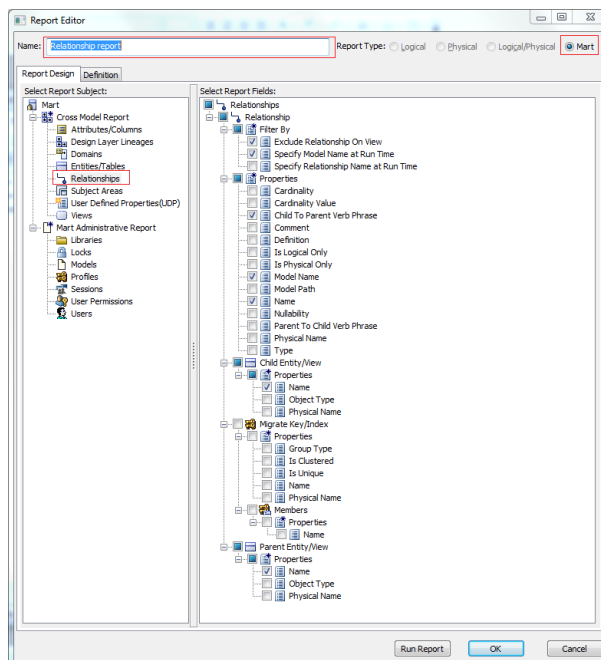 Report Editor
Name: Relationship report Report Type: Logical Physical Logical/Physical Mart
Report Design Definition
Select Report Subject:
Mart
Cross Model Report
Attributes/Columns
Design Layer Lineages
Domains
Entities/Tables
Relationships
Subject Areas
User Defined Properties(UDP)
Views
Mart Administrative Report
Libraries
Locks
Models
Profiles
Sessions
User Permissions
Users
Select Report Fields:
Relationships
Relationship
Filter By
Exclude Relationship On View
Specify Model Name at Run Time
Specify Relationship Name at Run Time
Properties
Cardinality
Cardinality Value
Child To Parent Verb Phrase
Comment
Definition
Is Logical Only
Is Physical Only
Model Name
Model Path
Name
Nullability
Parent To Child Verb Phrase
Physical Name
Type
Child Entity/View
Properties
Name
Object Type
Physical Name
Migrate Key/Index
Properties
Group Type
Is Clustered
Is Unique
Name
Physical Name
Members
Properties
Name
Parent Entity/View
Properties
Name
Object Type
Physical Name
Run Report OK Cancel